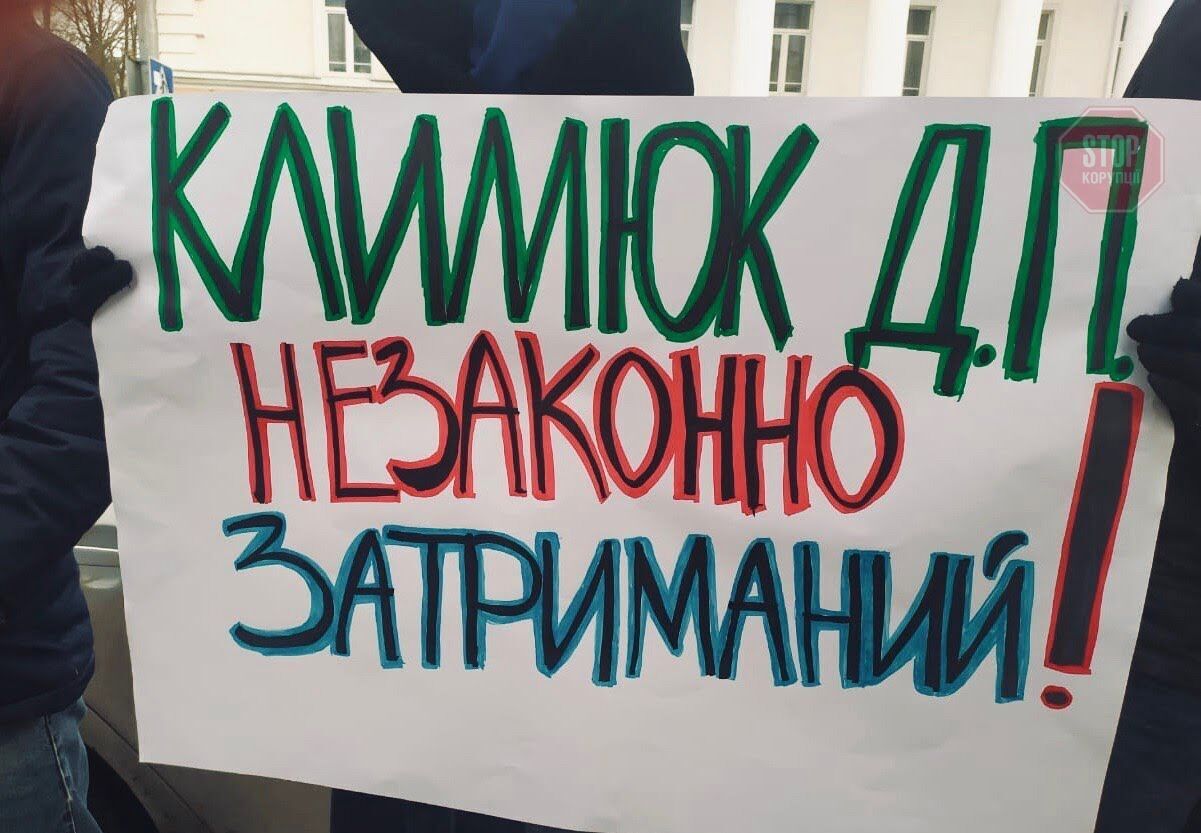 КЛИМЮК Д.П.
НЕЗАКОННО
ЗАТРИМАНИЙ!
STOP
КОРУПЦІЇ